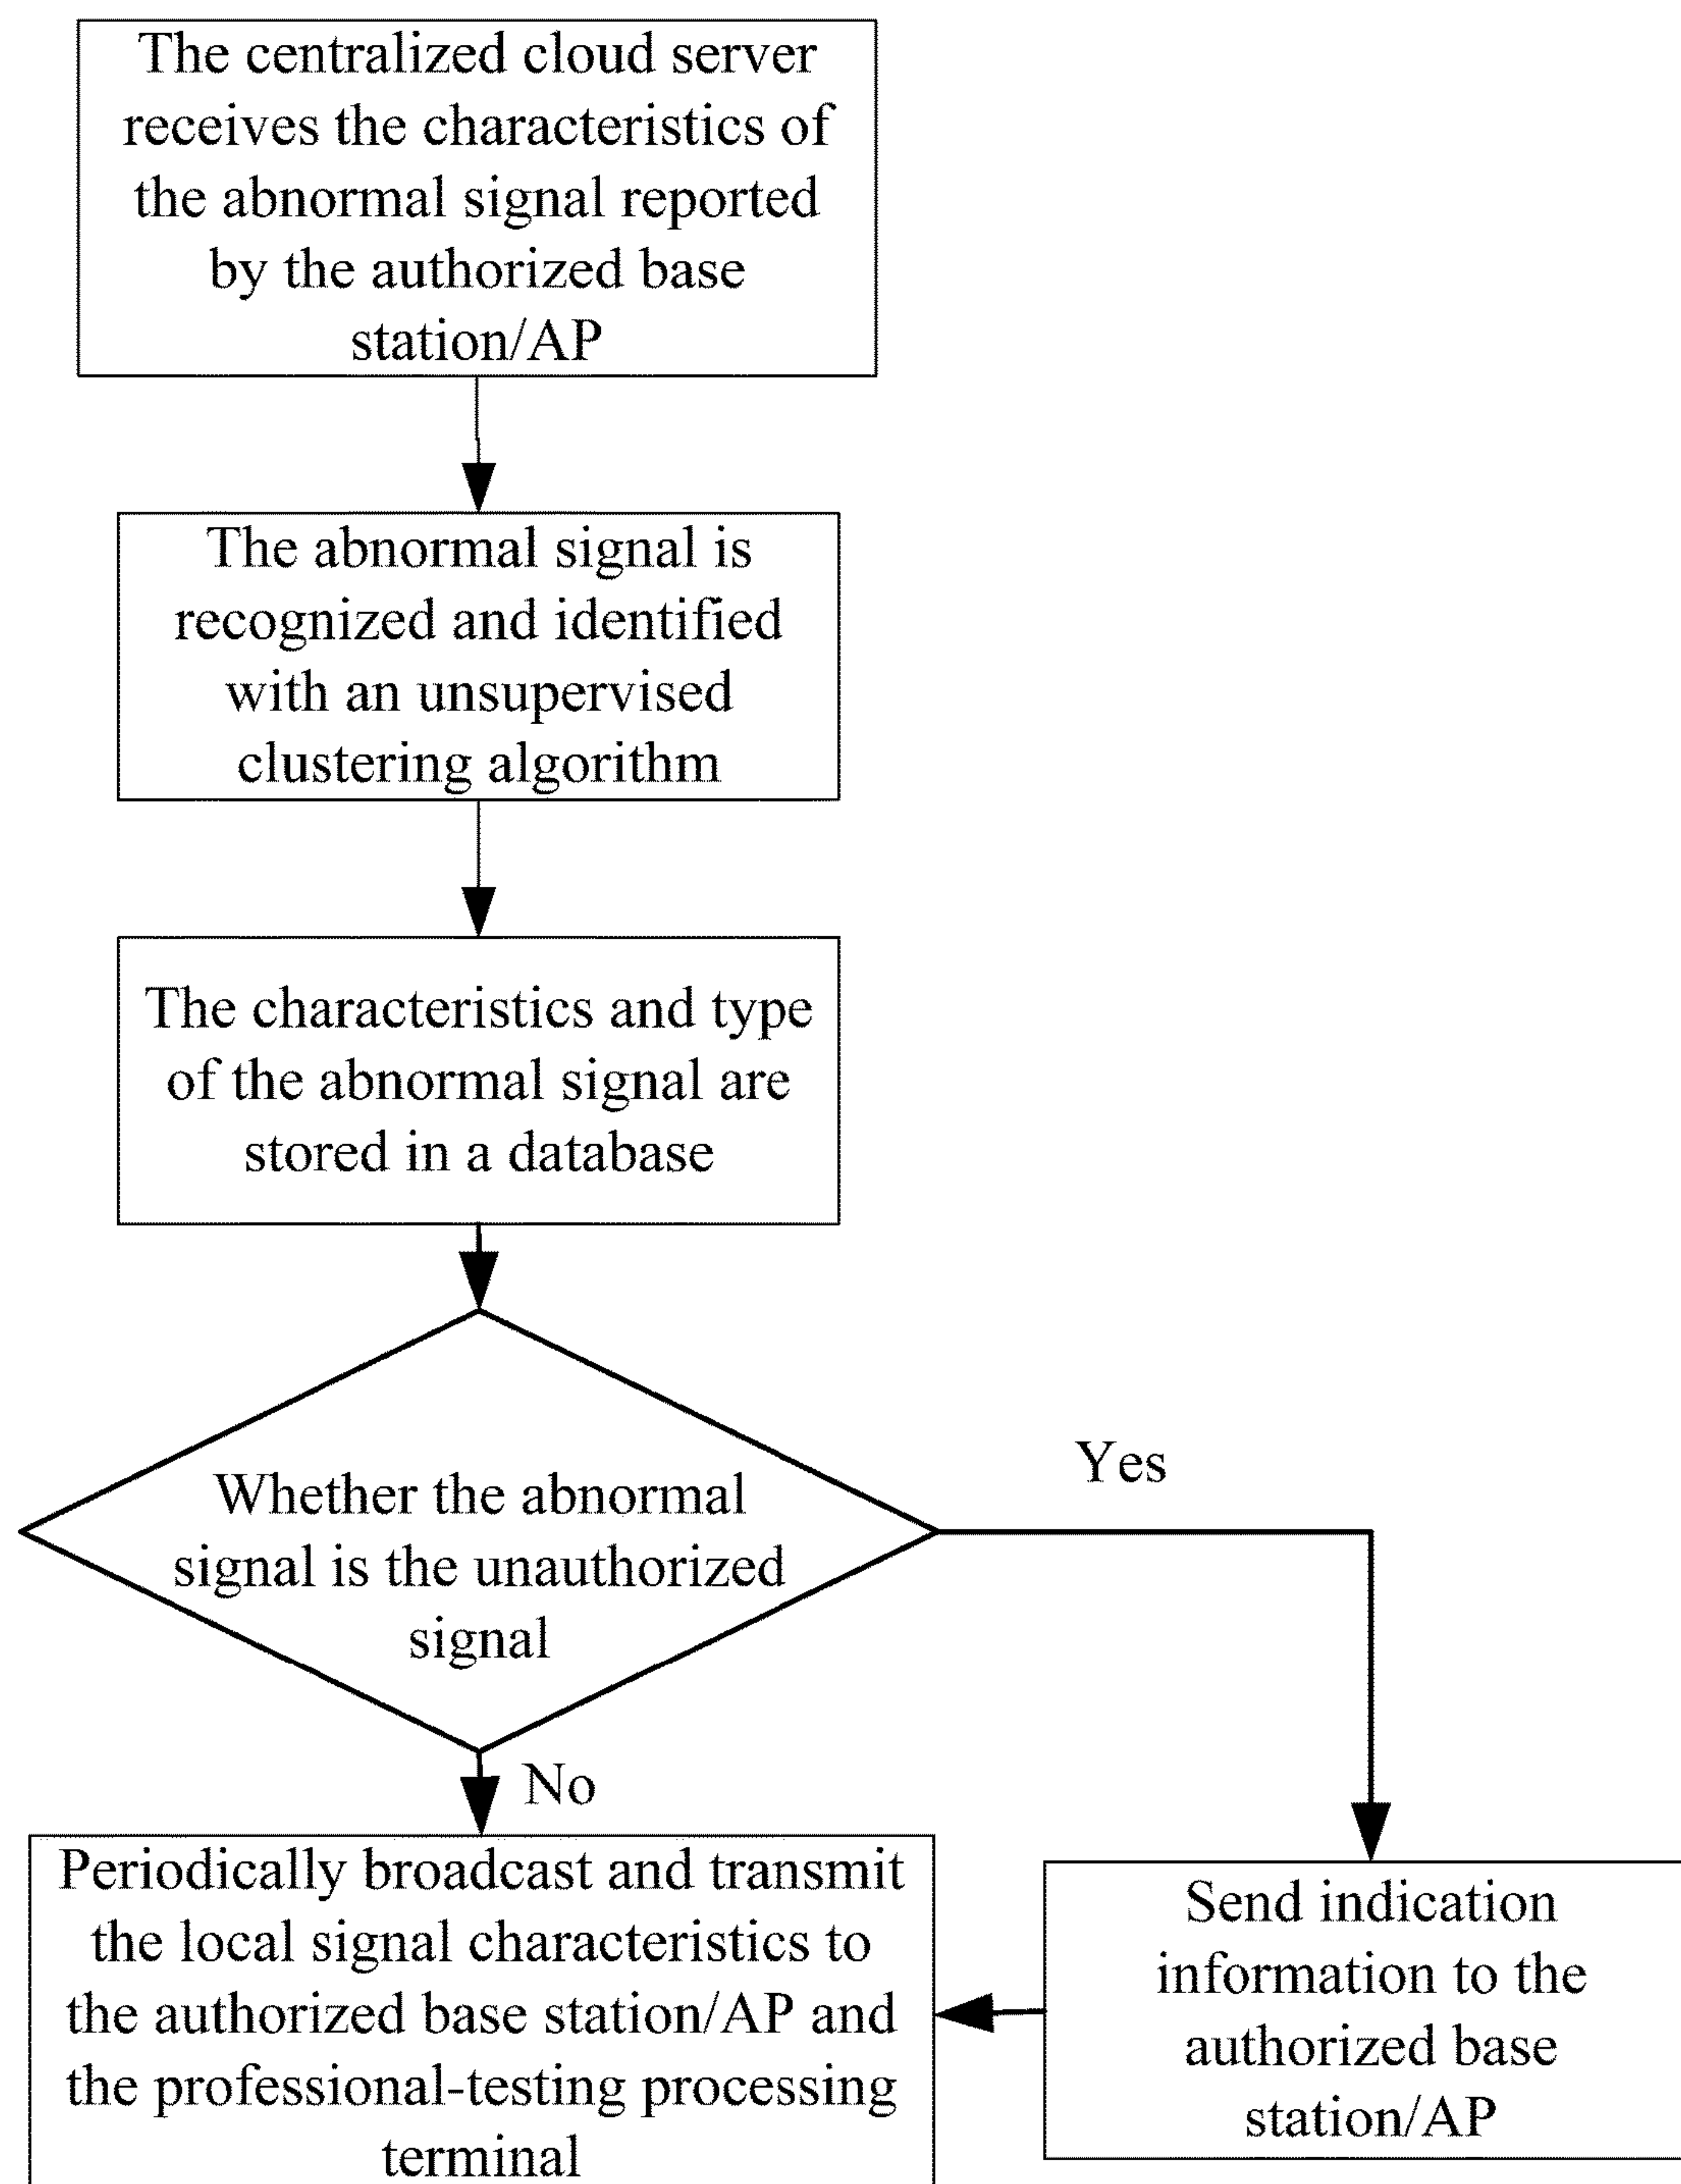 The centralized cloud server
receives the characteristics of
the abnormal signal reported
by the authorized base
station/AP
The abnormal signal is
recognized and identified
with an unsupervised
clustering algorithm
The characteristics and type
of the abnormal signal are
stored in a database
Whether the abnormal
signal is the unauthorized
signal
Yes
No
Periodically broadcast and transmit
the local signal characteristics to
the authorized base station/AP and
the professional-testing processing
terminal
Send indication
information to the
authorized base
station/AP